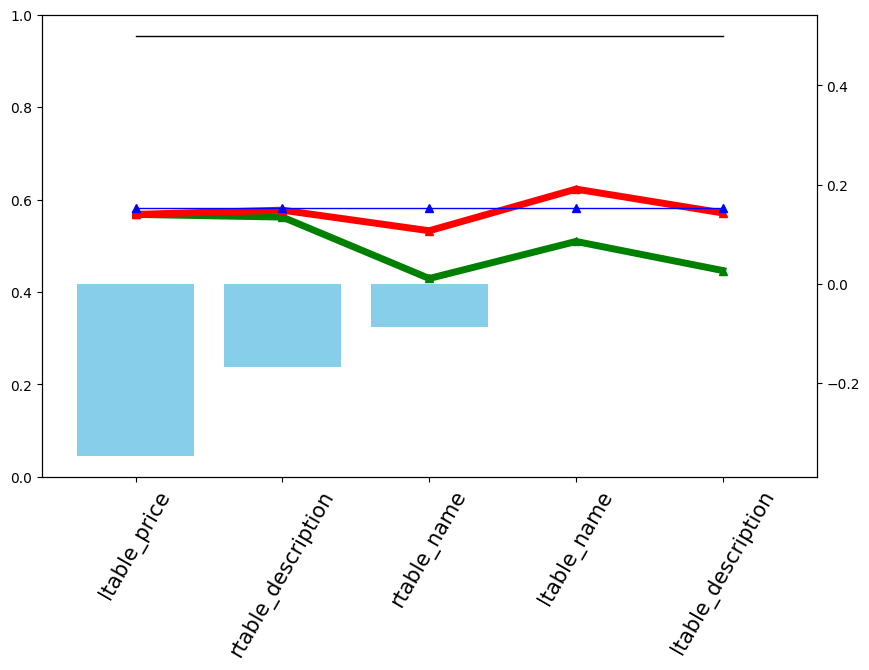 1.0
0.8
0.6
0.4
0.2
0.0
0.4
0.2
0.0
−0.2
ltable_price
rtable_description
rtable_name
ltable_name
ltable_description